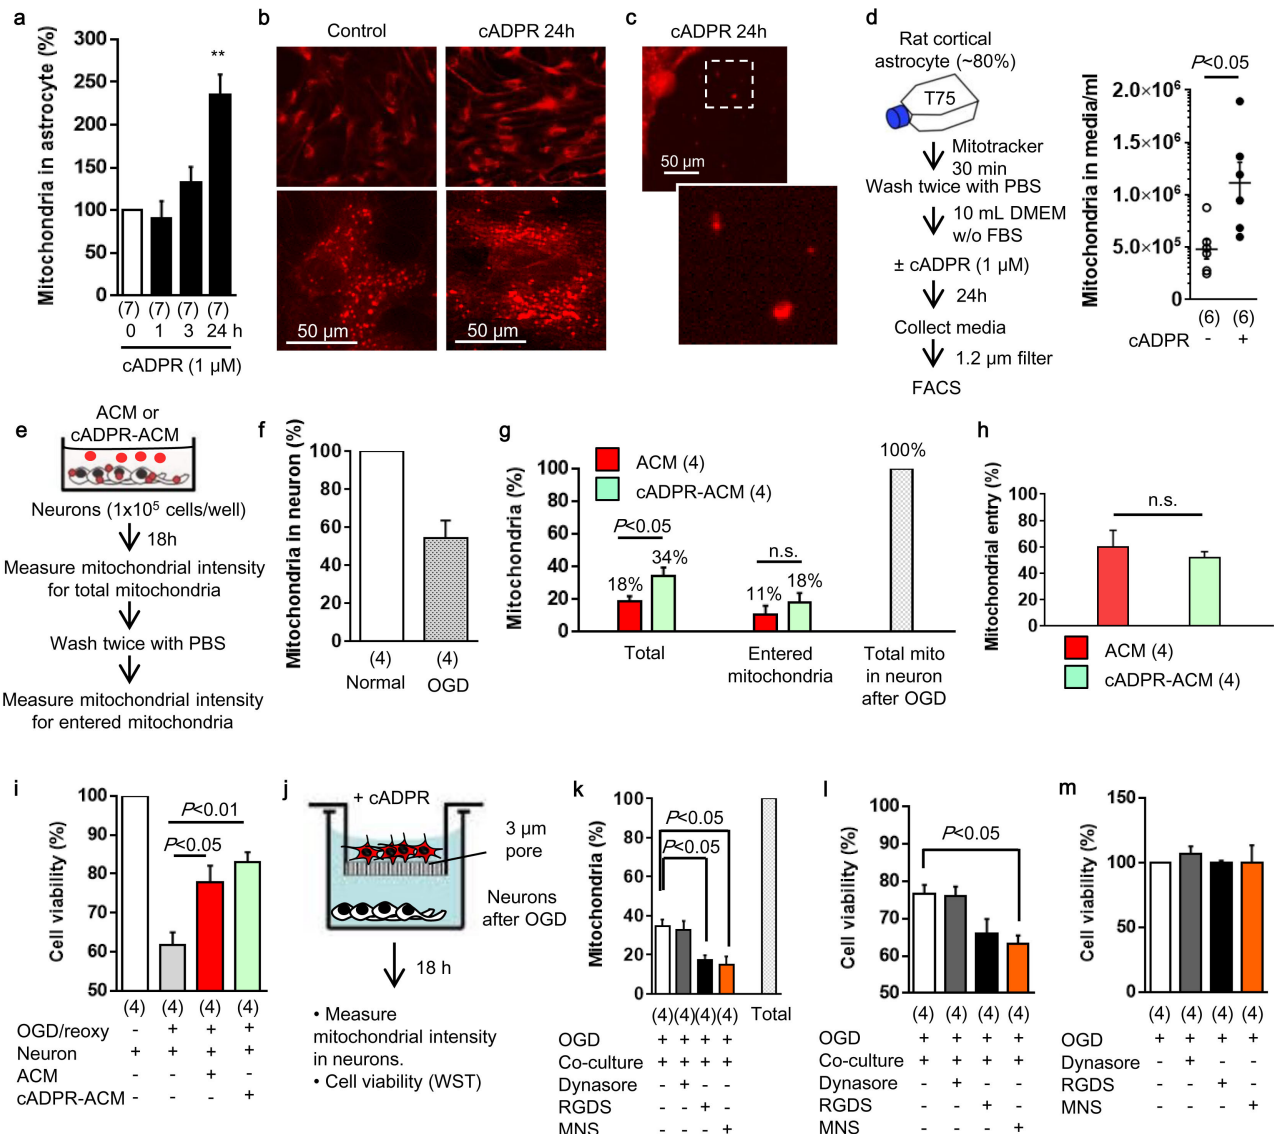 a
Mitochondria in astrocyte (%)
300
250
200
150
100
50
0
**
(7) (7) (7) (7)
0 1 3 24 h
cADPR (1 µM)
b
Control
cADPR 24h
50 µm
50 µm
c
cADPR 24h
50 µm
d
Rat cortical
astrocyte (~80%)
T75
Mitotracker
30 min
Wash twice with PBS
10 mL DMEM
w/o FBS
± cADPR (1 µM)
24h
Collect media
1.2 µm filter
FACS
P<0.05
Mitochondria in media/ml
2.0×10⁶
1.5×10⁶
1.0×10⁶
5.0×10⁵
0
(6) (6)
cADPR - +
e
ACM or
cADPR-ACM
Neurons (1x10⁵ cells/well)
18h
Measure mitochondrial intensity
for total mitochondria
Wash twice with PBS
Measure mitochondrial intensity
for entered mitochondria
f
Mitochondria in neuron (%)
100
80
60
40
20
0
(4) (4)
Normal OGD
g
Mitochondria (%)
100
80
60
40
20
0
ACM (4)
cADPR-ACM (4)
P<0.05
18%
34%
n.s.
11%
18%
100%
Total
Entered
mitochondria
Total mito
in neuron
after OGD
h
Mitochondrial entry (%)
100
80
60
40
20
0
n.s.
ACM (4)
cADPR-ACM (4)
i
Cell viability (%)
100
90
80
70
60
50
P<0.01
P<0.05
(4) (4) (4) (4)
OGD/reoxy - + + +
Neuron + + + +
ACM - - + -
cADPR-ACM - - - +
j
+ cADPR
3 µm
pore
Neurons
after OGD
18 h
• Measure
mitochondrial intensity
in neurons.
• Cell viability (WST)
k
Mitochondria (%)
100
80
60
40
20
0
P<0.05
P<0.05
(4) (4) (4) (4) Total
OGD + + + +
Co-culture + + + +
Dynasore - + - -
RGDS - - + -
MNS - - - +
l
Cell viability (%)
100
90
80
70
60
50
P<0.05
(4) (4) (4) (4)
OGD + + + +
Co-culture + + + +
Dynasore - + - -
RGDS - - + -
MNS - - - +
m
Cell viability (%)
150
100
50
0
(4) (4) (4) (4)
OGD + + + +
Dynasore - + - -
RGDS - - + -
MNS - - - +